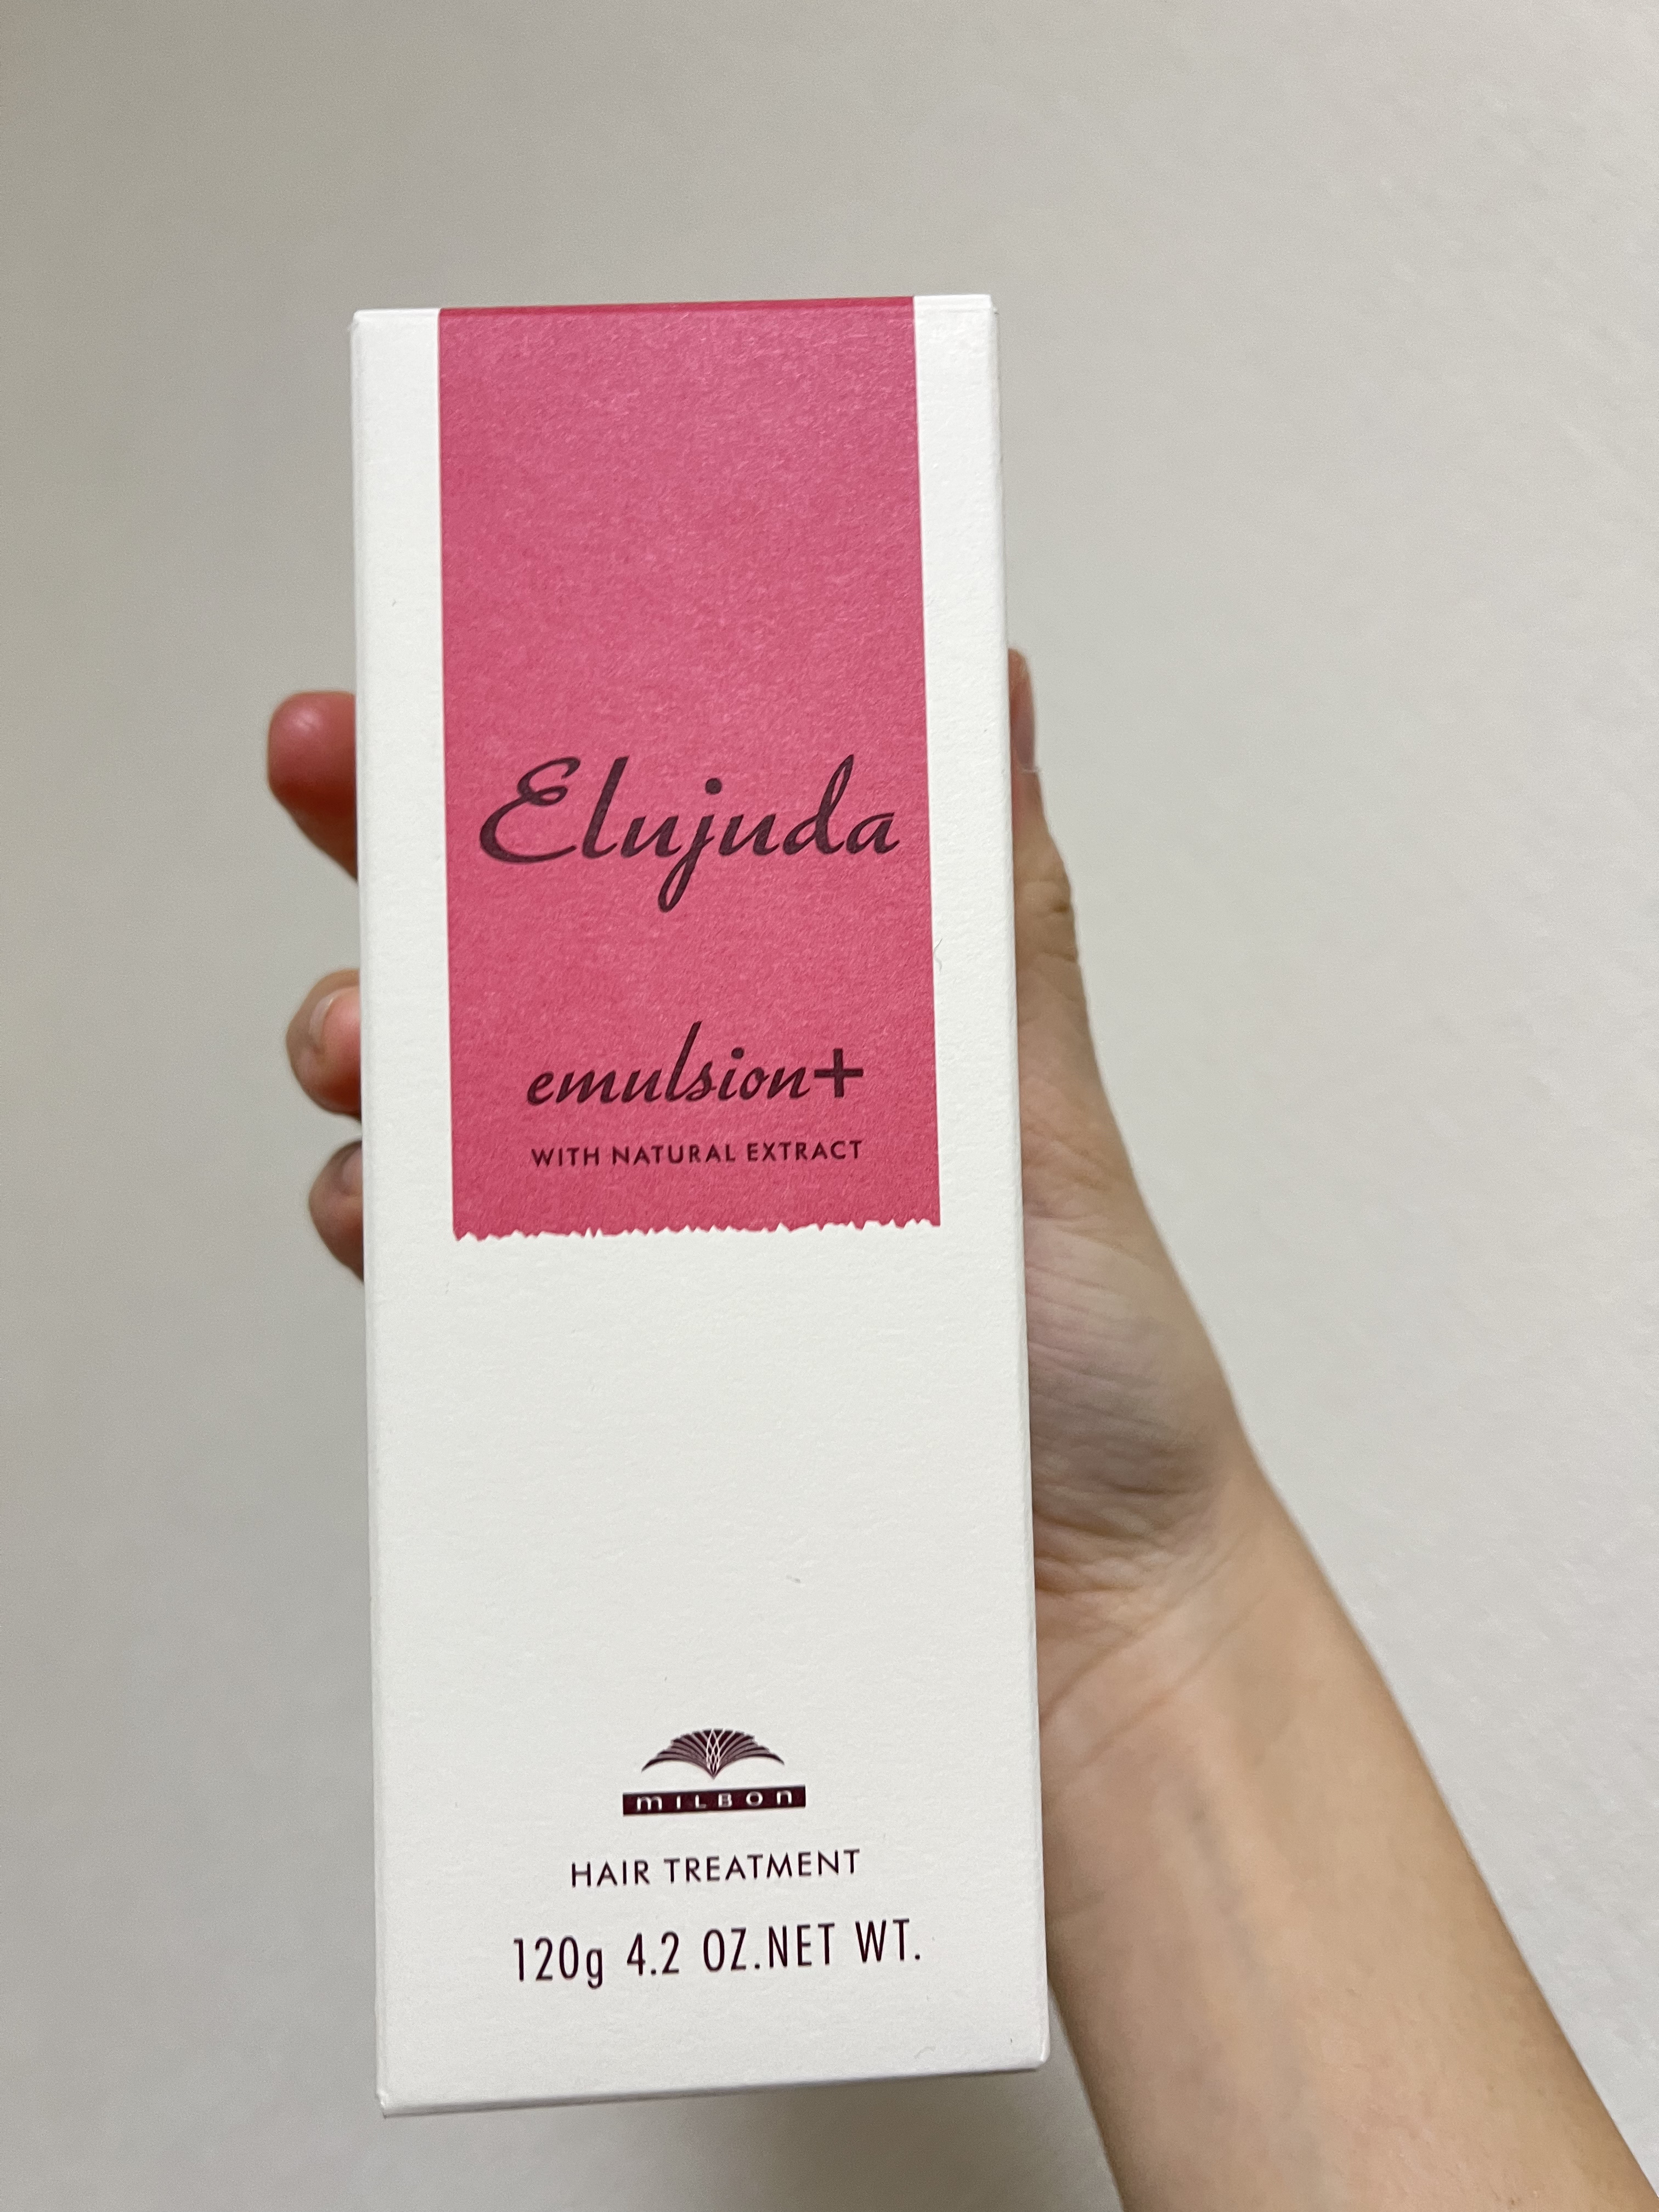 Elujuda
emulsion+
WITH NATURAL EXTRACT
MILBON
HAIR TREATMENT
120g 4.2 OZ.NET WT.